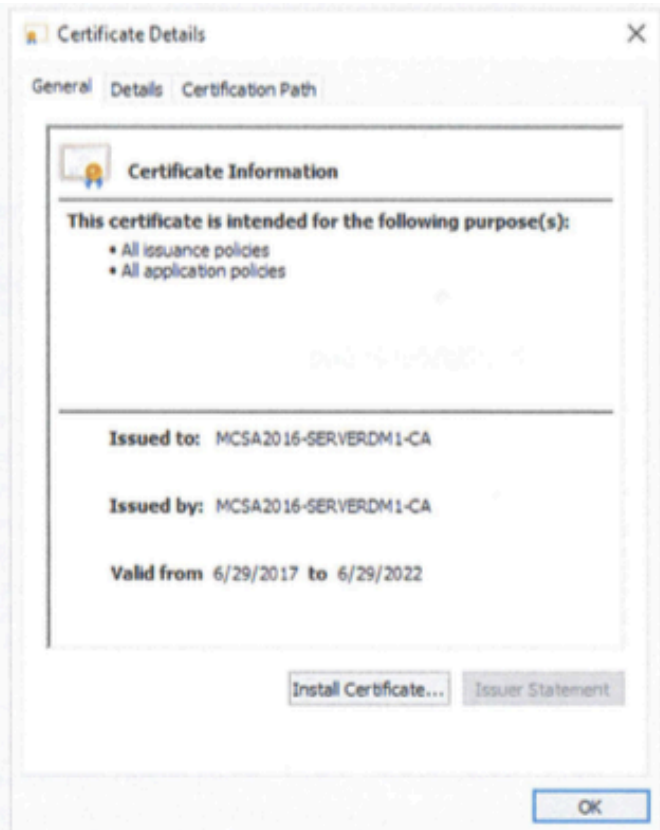 Certificate Details
General Details Certification Path
Certificate Information
This certificate is intended for the following purpose(s):
• All issuance policies
• All application policies
Issued to: MCSA2016-SERVERDM1-CA
Issued by: MCSA2016-SERVERDM1-CA
Valid from 6/29/2017 to 6/29/2022
Install Certificate... Issuer Statement
OK